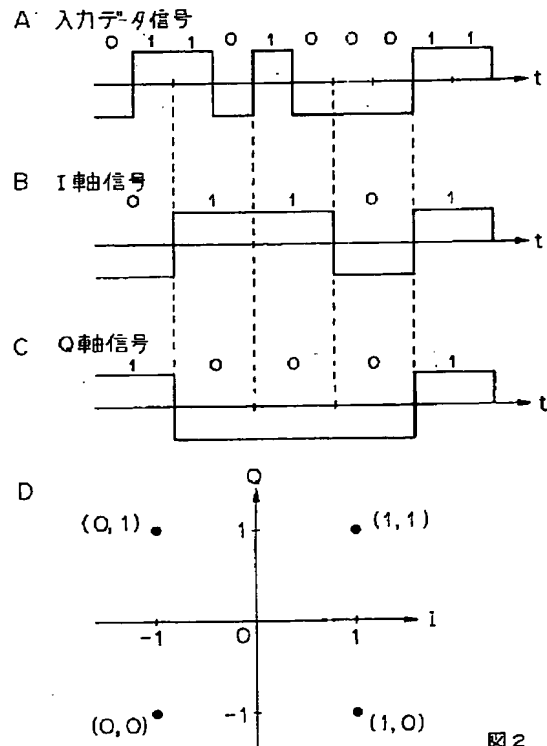 A 入力データ信号
0 1 1 0 1 0 0 0 1 1
t
B I軸信号
0 1 1 0 1
t
C Q軸信号
1 0 0 0 1
t
D
Q
(0,1) 1 (1,1)
-1 0 1 I
(0,0) -1 (1,0)
図2